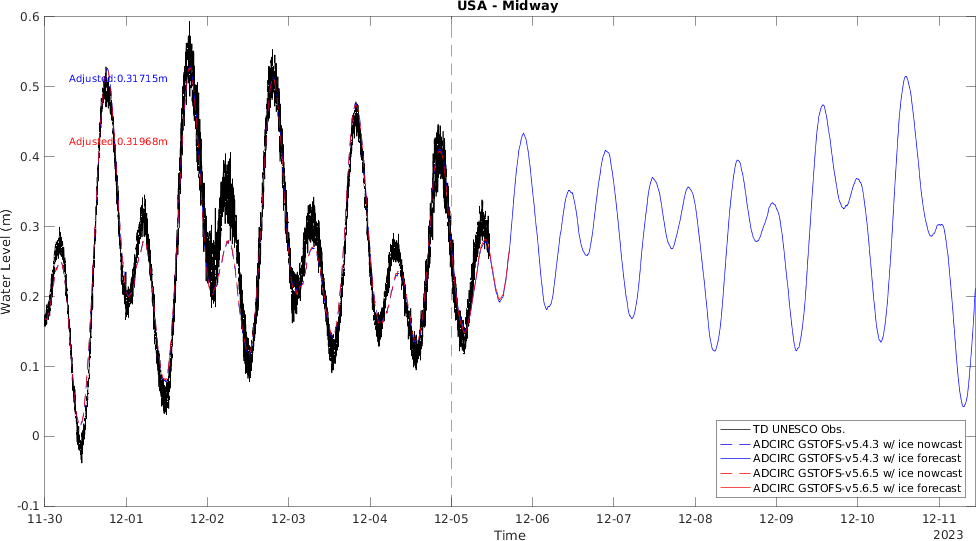 USA - Midway
0.6
0.5
0.4
0.3
0.2
0.1
0
-0.1
Water Level (m)
Adjusted:0.31715m
Adjusted:0.31968m
TD UNESCO Obs.
ADCIRC GSTOFS-v5.4.3 w/ ice nowcast
ADCIRC GSTOFS-v5.4.3 w/ ice forecast
ADCIRC GSTOFS-v5.6.5 w/ ice nowcast
ADCIRC GSTOFS-v5.6.5 w/ ice forecast
11-30 12-01 12-02 12-03 12-04 12-05 12-06 12-07 12-08 12-09 12-10 12-11
Time
2023